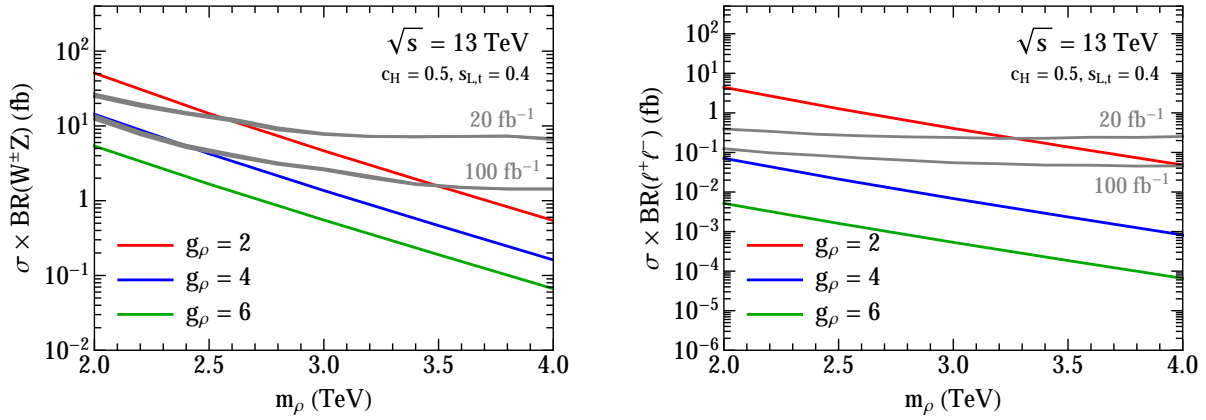 σ × BR(W±Z) (fb)
10²
10
1
10⁻¹
10⁻²
√s = 13 TeV
c_H = 0.5, s_L,t = 0.4
20 fb⁻¹
100 fb⁻¹
g_ρ = 2
g_ρ = 4
g_ρ = 6
2.0 2.5 3.0 3.5 4.0
m_ρ (TeV)
σ × BR(ℓ⁺ℓ⁻) (fb)
10²
10
1
10⁻¹
10⁻²
10⁻³
10⁻⁴
10⁻⁵
10⁻⁶
√s = 13 TeV
c_H = 0.5, s_L,t = 0.4
20 fb⁻¹
100 fb⁻¹
g_ρ = 2
g_ρ = 4
g_ρ = 6
2.0 2.5 3.0 3.5 4.0
m_ρ (TeV)